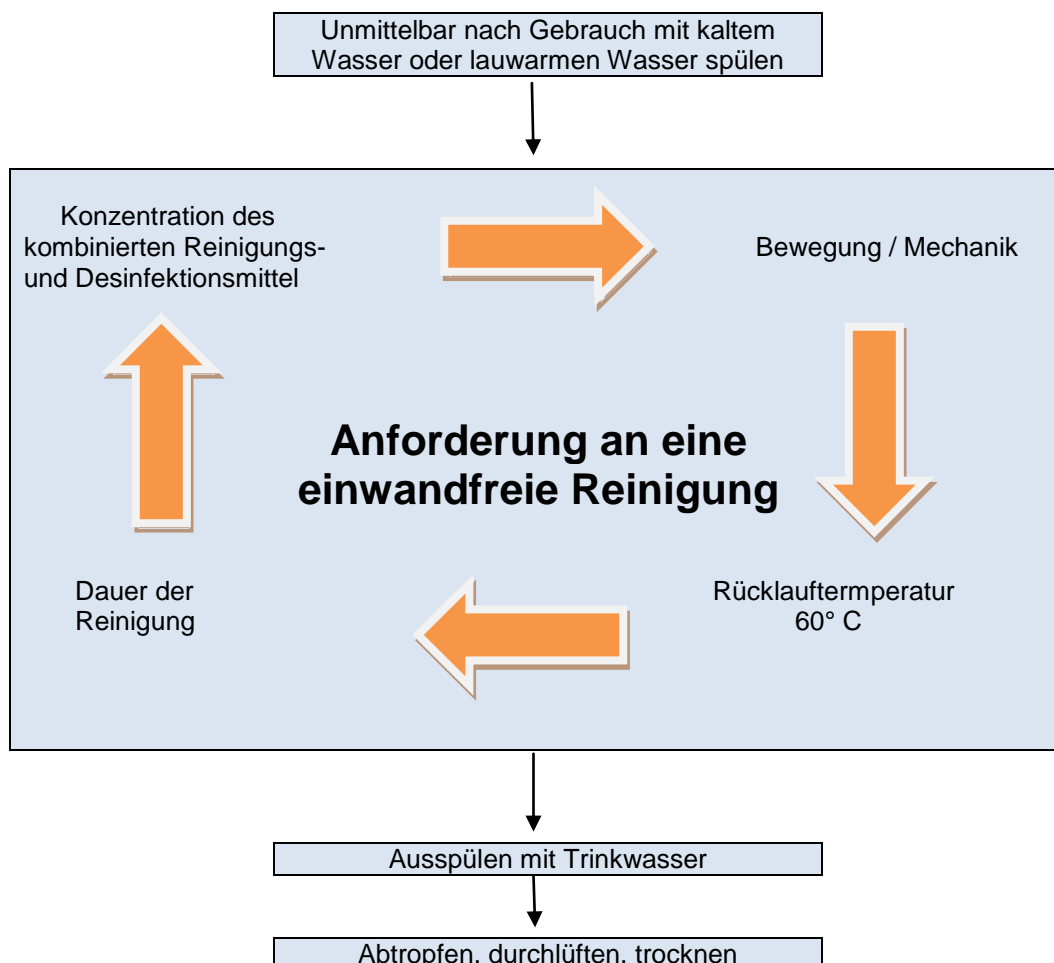 Unmittelbar nach Gebrauch mit kaltem
Wasser oder lauwarmen Wasser spülen
Konzentration des
kombinierten Reinigungs-
und Desinfektionsmittel
Bewegung / Mechanik
Anforderung an eine
einwandfreie Reinigung
Dauer der
Reinigung
Rücklauftermperatur
60° C
Ausspülen mit Trinkwasser
Abtropfen, durchlüften, trocknen